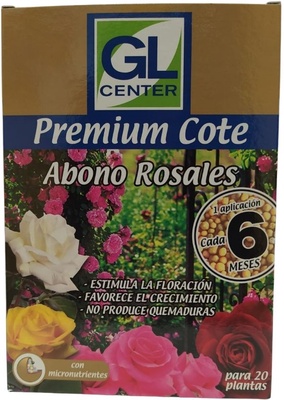 GL
CENTER
Premium Cote
Abono Rosales
1 aplicación
Cada 6
MESES
- ESTIMULA LA FLORACIÓN
- FAVORECE EL CRECIMIENTO
- NO PRODUCE QUEMADURAS
con
micronutrientes
para 20
plantas